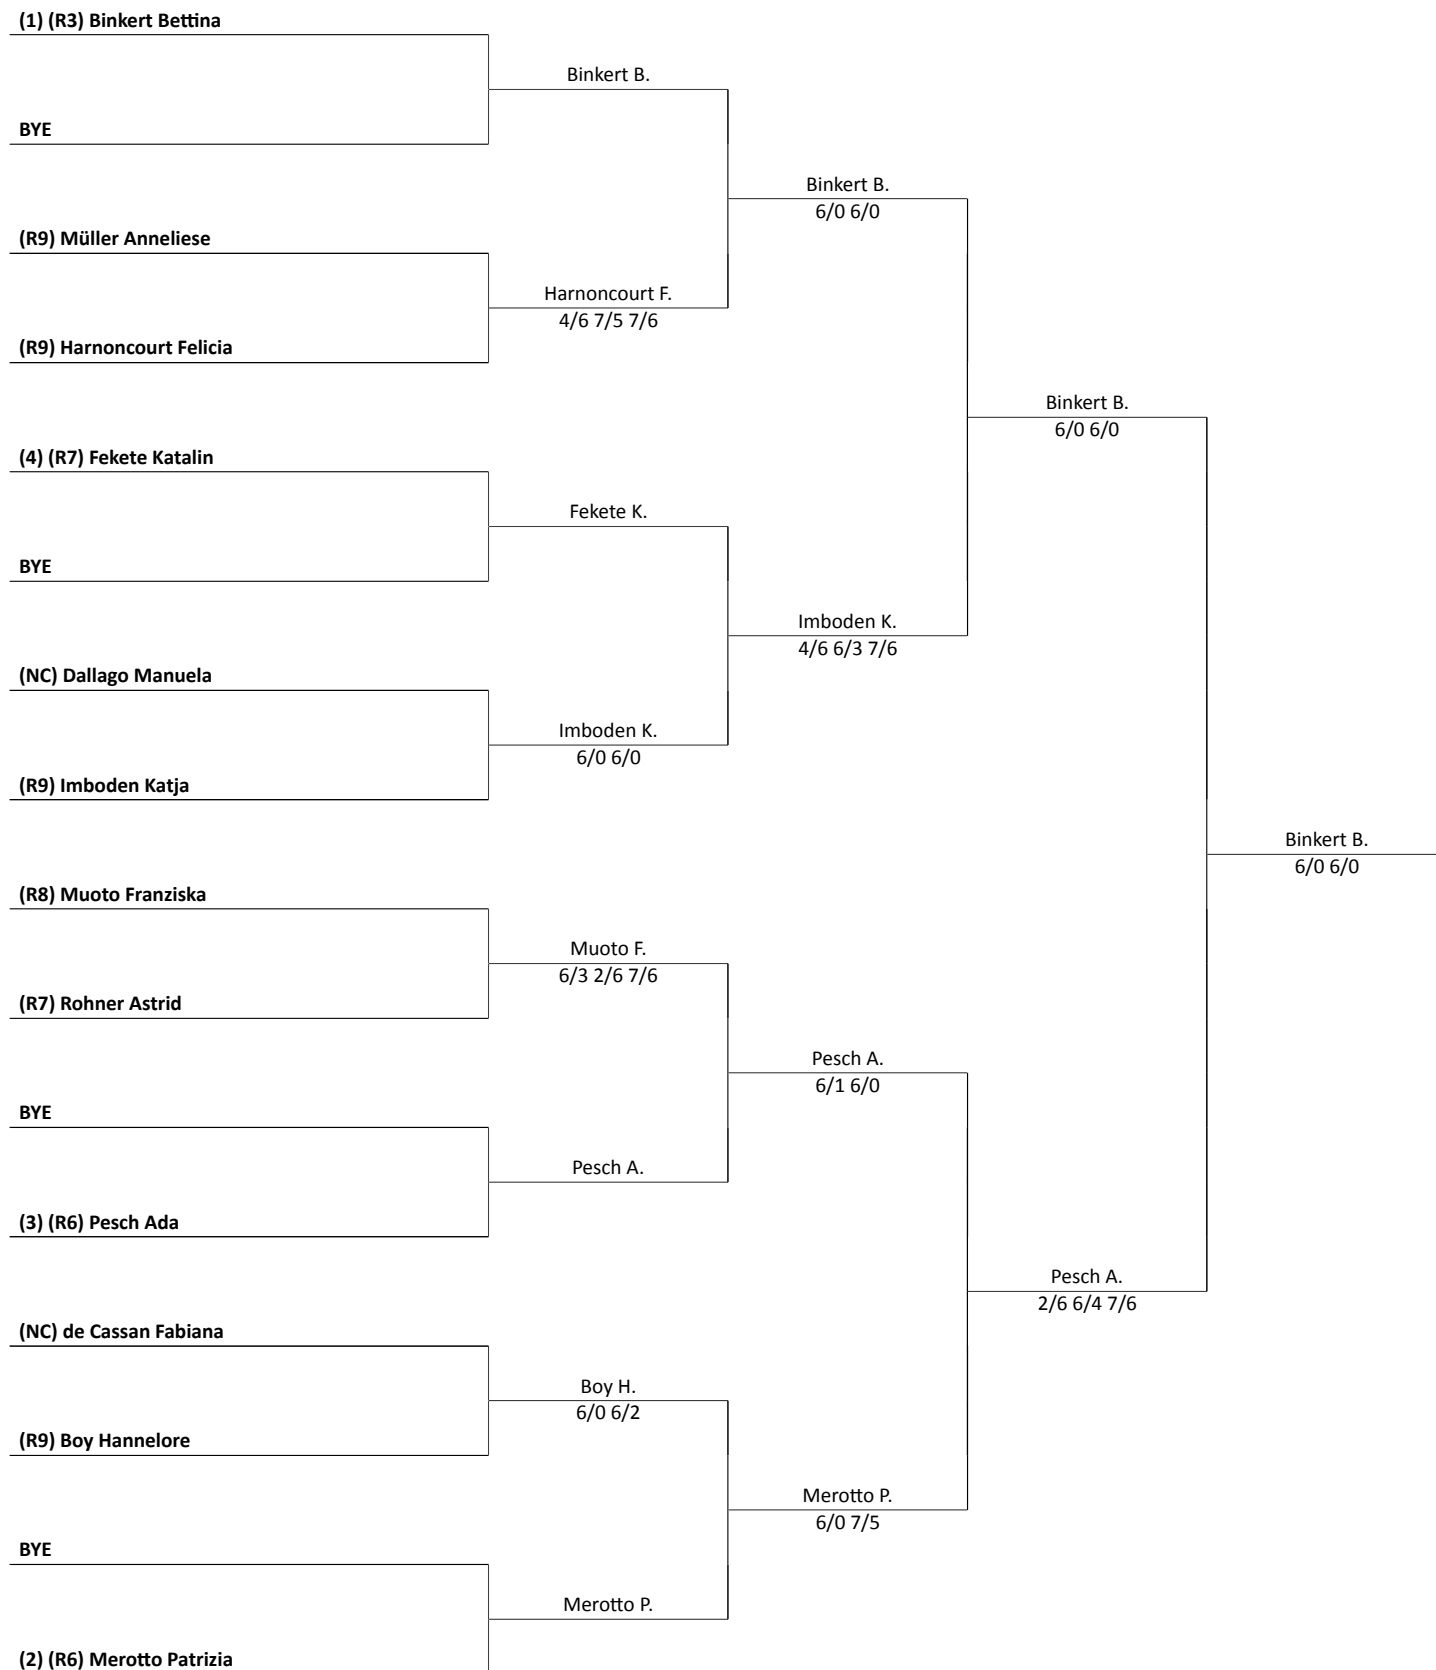 (1) (R3) Binkert Bettina
Binkert B.
BYE
Binkert B.
6/0 6/0
(R9) Müller Anneliese
Harnoncourt F.
4/6 7/5 7/6
(R9) Harnoncourt Felicia
Binkert B.
6/0 6/0
(4) (R7) Fekete Katalin
Fekete K.
BYE
Imboden K.
4/6 6/3 7/6
(NC) Dallago Manuela
Imboden K.
6/0 6/0
(R9) Imboden Katja
Binkert B.
6/0 6/0
(R8) Muoto Franziska
Muoto F.
6/3 2/6 7/6
(R7) Rohner Astrid
Pesch A.
6/1 6/0
BYE
Pesch A.
(3) (R6) Pesch Ada
Pesch A.
2/6 6/4 7/6
(NC) de Cassan Fabiana
Boy H.
6/0 6/2
(R9) Boy Hannelore
Merotto P.
6/0 7/5
BYE
Merotto P.
(2) (R6) Merotto Patrizia